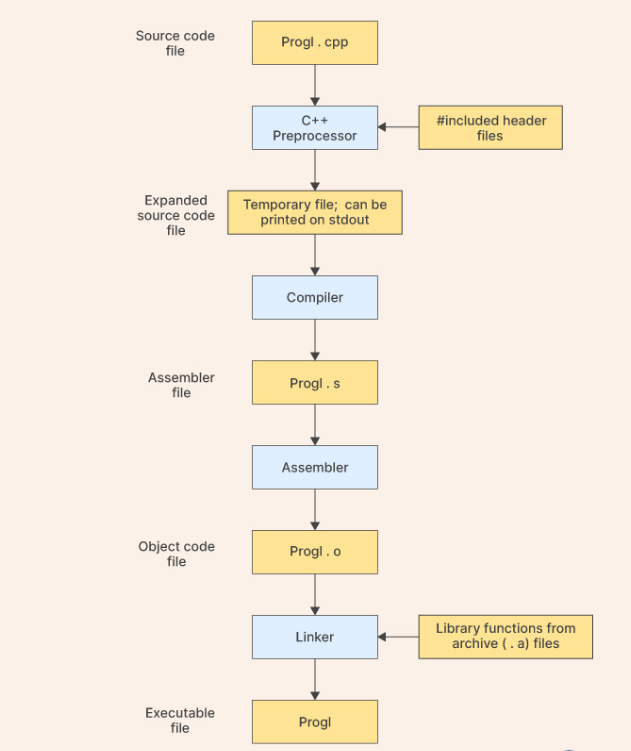 Source code
file
Progl . cpp
C++
Preprocessor
#included header
files
Expanded
source code
file
Temporary file;  can be
printed on stdout
Compiler
Assembler
file
Progl . s
Assembler
Object code
file
Progl . o
Linker
Library functions from
archive ( . a) files
Executable
file
Progl